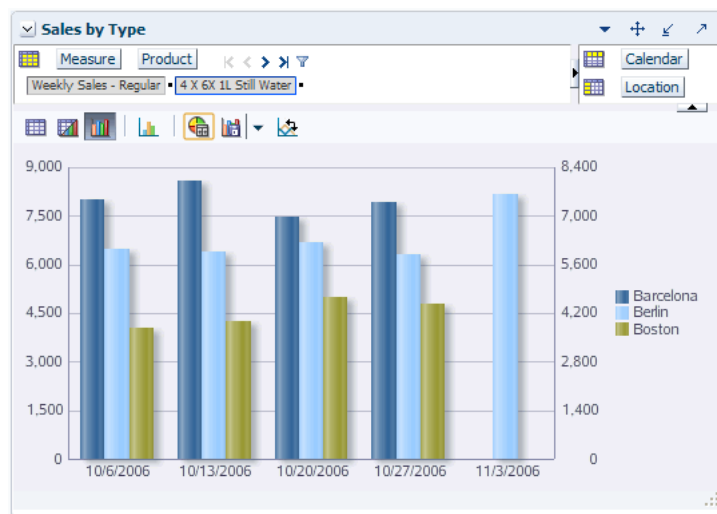 Sales by Type
Measure Product
Calendar
Weekly Sales - Regular 4 X 6X 1L Still Water
Location
9,000 8,400
7,500 7,000
6,000 5,600
4,500 4,200
3,000 2,800
1,500 1,400
0 0
Barcelona
Berlin
Boston
10/6/2006 10/13/2006 10/20/2006 10/27/2006 11/3/2006